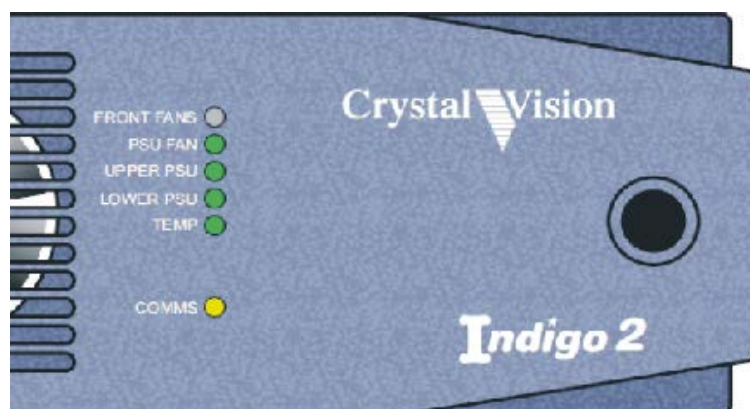 Crystal Vision
FRONT FANS
PSU FAN
UPPER PSU
LOWER PSU
TEMP
COMMS
Indigo 2